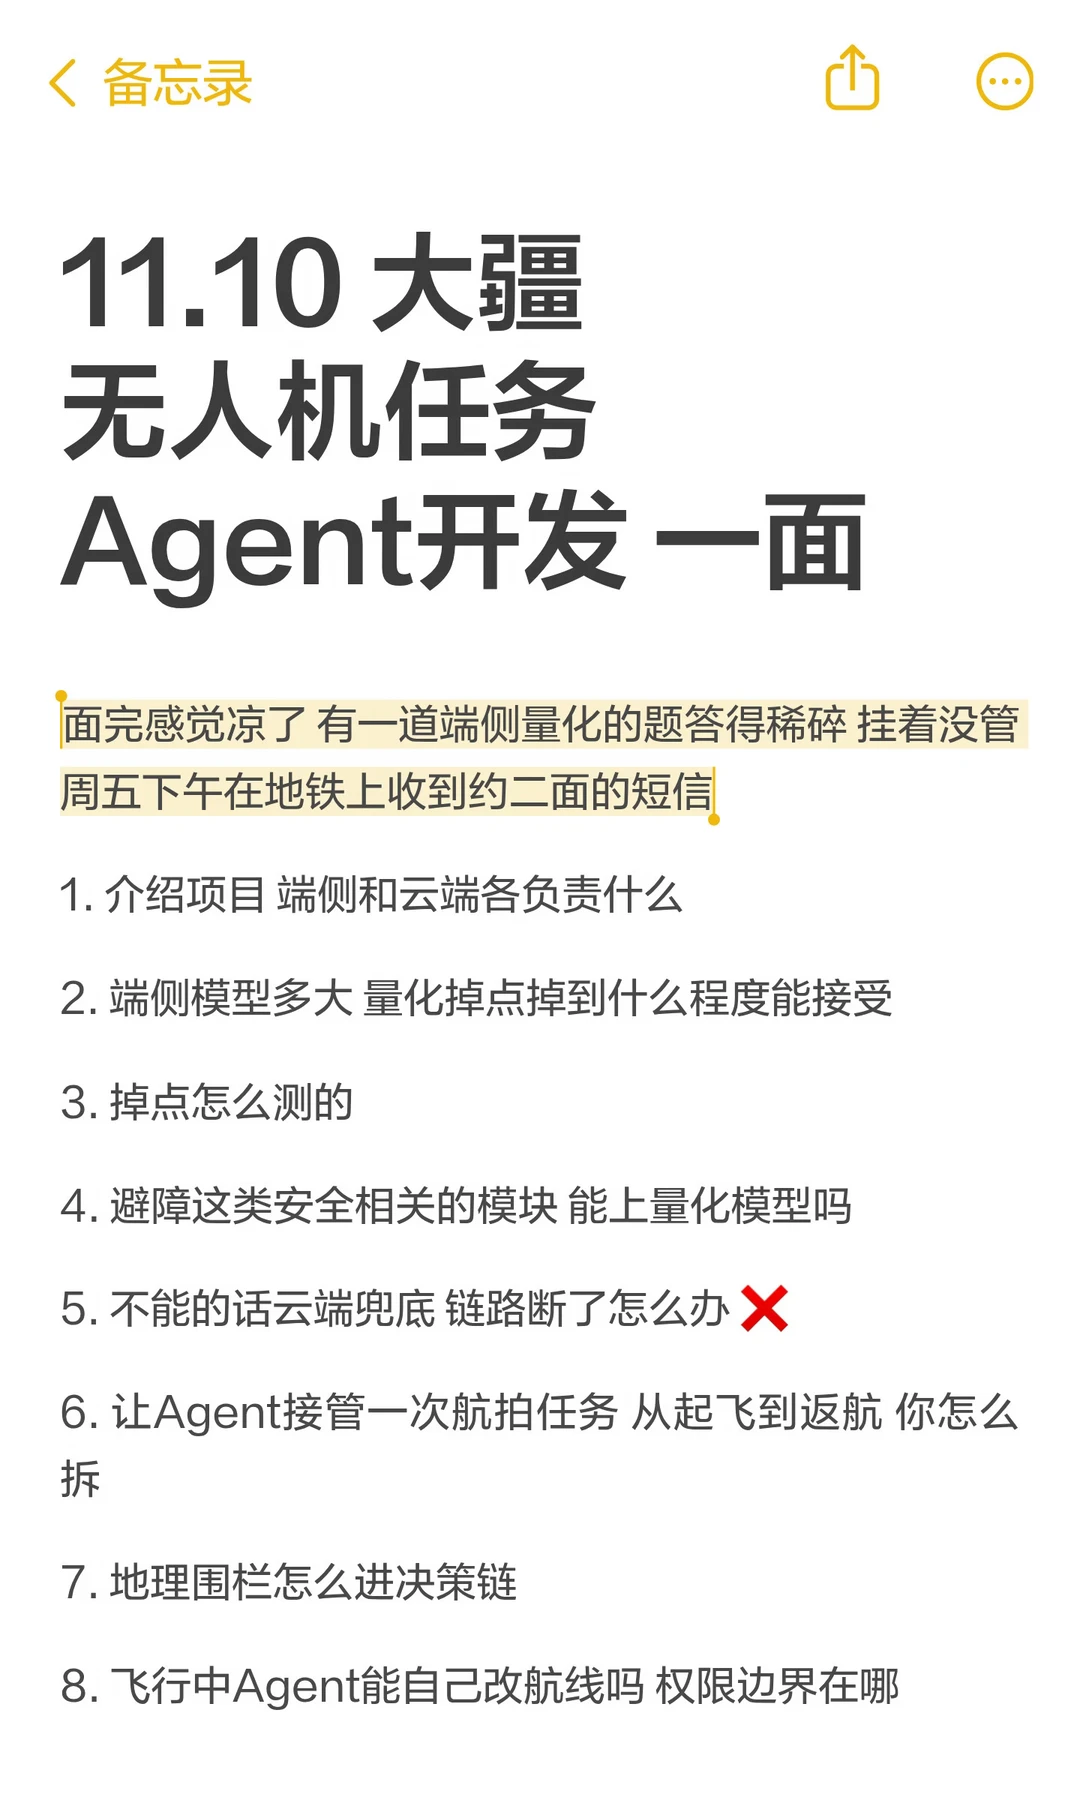 备忘录
11.10 大疆
无人机任务
Agent开发 一面
面完感觉凉了 有一道端侧量化的题答得稀碎 挂着没管
周五下午在地铁上收到约二面的短信
1. 介绍项目 端侧和云端各负责什么
2. 端侧模型多大 量化掉点掉到什么程度能接受
3. 掉点怎么测的
4. 避障这类安全相关的模块 能上量化模型吗
5. 不能的话云端兜底 链路断了怎么办 ❌
6. 让Agent接管一次航拍任务 从起飞到返航 你怎么
拆
7. 地理围栏怎么进决策链
8. 飞行中Agent能自己改航线吗 权限边界在哪